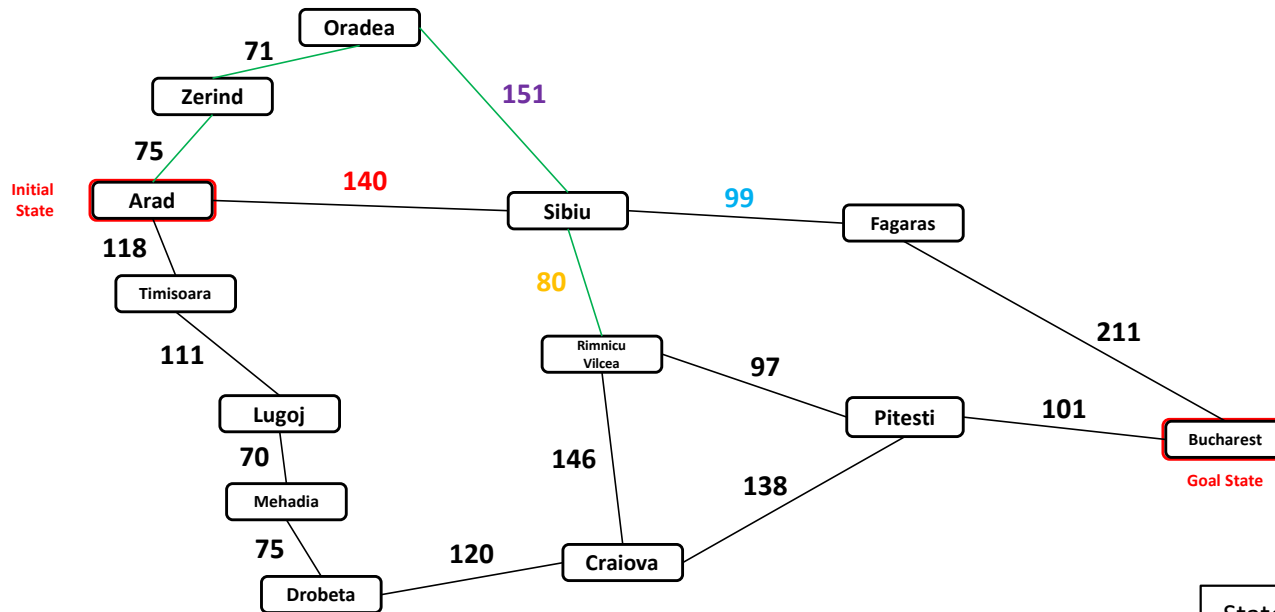 Oradea
71
Zerind
151
75
Initial
State
Arad
140
Sibiu
99
Fagaras
118
Timisoara
80
111
Rimnicu
Vilcea
97
211
Lugoj
Pitesti
101
Bucharest
70
146
138
Goal State
Mehadia
75
120
Craiova
Drobeta
State